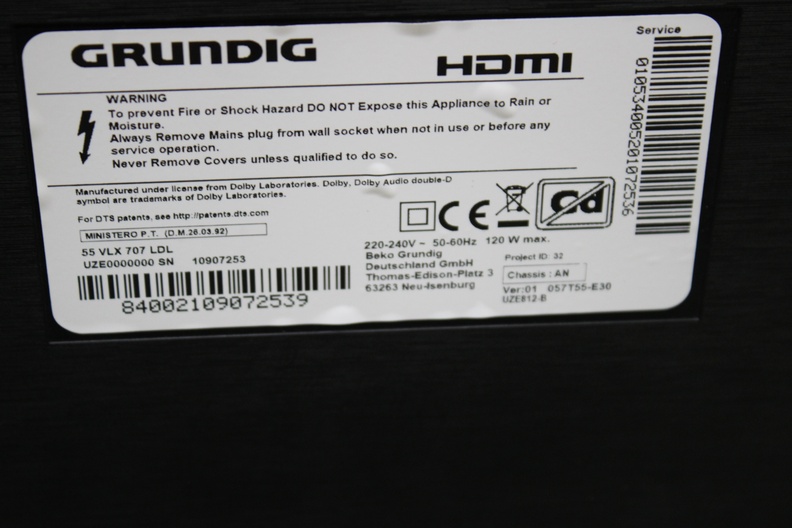 GRUNDIG
HDMI
WARNING
To prevent Fire or Shock Hazard DO NOT Expose this Appliance to Rain or
Moisture.
Always Remove Mains plug from wall socket when not in use or before any
service operation.
Never Remove Covers unless qualified to do so.
Manufactured under license from Dolby Laboratories. Dolby, Dolby Audio double-D
symbol are trademarks of Dolby Laboratories.
For DTS patents, see http://patents.dts.com
MINISTERO P.T. (D.M.26.03.92)
55 VLX 707 LDL
UZE0000000 SN 10907253
84002109072539
CE
Cd
220-240V ~ 50-60Hz 120 W max.
Beko Grundig
Deutschland GmbH
Thomas-Edison-Platz 3
63263 Neu-Isenburg
Project ID: 32
Chassis : AN
Ver:01 057T55-E30
UZE812-B
Service
010534005201072536